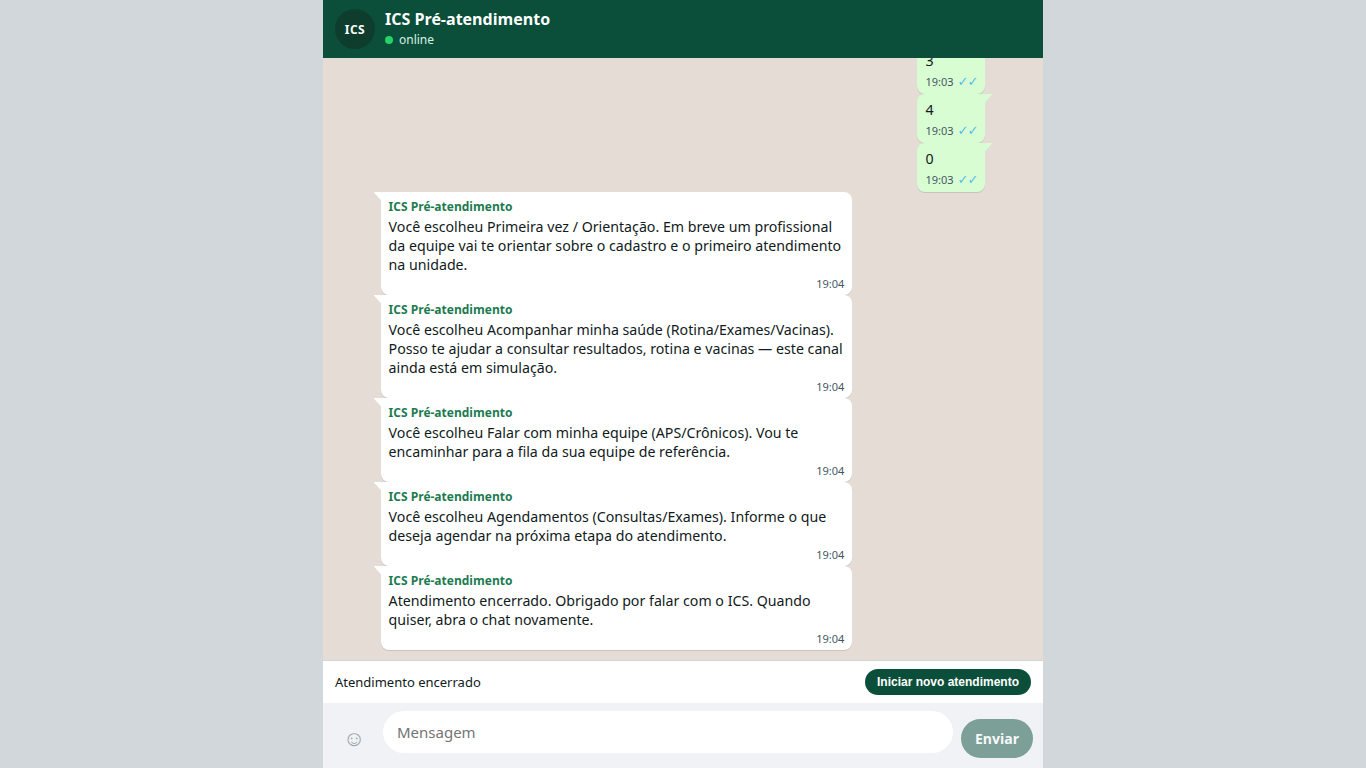 ICS
ICS Pré-atendimento
online
3
19:03 ✓✓
4
19:03 ✓✓
0
19:03 ✓✓
ICS Pré-atendimento
Você escolheu Primeira vez / Orientação. Em breve um profissional
da equipe vai te orientar sobre o cadastro e o primeiro atendimento
na unidade.
19:04
ICS Pré-atendimento
Você escolheu Acompanhar minha saúde (Rotina/Exames/Vacinas).
Posso te ajudar a consultar resultados, rotina e vacinas — este canal
ainda está em simulação.
19:04
ICS Pré-atendimento
Você escolheu Falar com minha equipe (APS/Crônicos). Vou te
encaminhar para a fila da sua equipe de referência.
19:04
ICS Pré-atendimento
Você escolheu Agendamentos (Consultas/Exames). Informe o que
deseja agendar na próxima etapa do atendimento.
19:04
ICS Pré-atendimento
Atendimento encerrado. Obrigado por falar com o ICS. Quando
quiser, abra o chat novamente.
19:04
Atendimento encerrado
Iniciar novo atendimento
Mensagem
Enviar